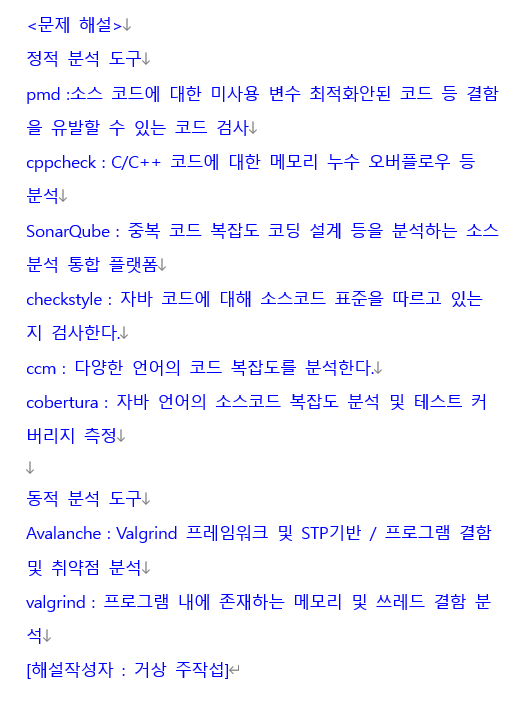 <문제 해설>↓
정적 분석 도구↓
pmd :소스 코드에 대한 미사용 변수 최적화안된 코드 등 결함
을 유발할 수 있는 코드 검사↓
cppcheck : C/C++ 코드에 대한 메모리 누수 오버플로우 등
분석↓
SonarQube : 중복 코드 복잡도 코딩 설계 등을 분석하는 소스
분석 통합 플랫폼↓
checkstyle : 자바 코드에 대해 소스코드 표준을 따르고 있는
지 검사한다.↓
ccm : 다양한 언어의 코드 복잡도를 분석한다.↓
cobertura : 자바 언어의 소스코드 복잡도 분석 및 테스트 커
버리지 측정↓
↓
동적 분석 도구↓
Avalanche : Valgrind 프레임워크 및 STP기반 / 프로그램 결함
및 취약점 분석↓
valgrind : 프로그램 내에 존재하는 메모리 및 쓰레드 결함 분
석↓
[해설작성자 : 거상 주작섭]↵